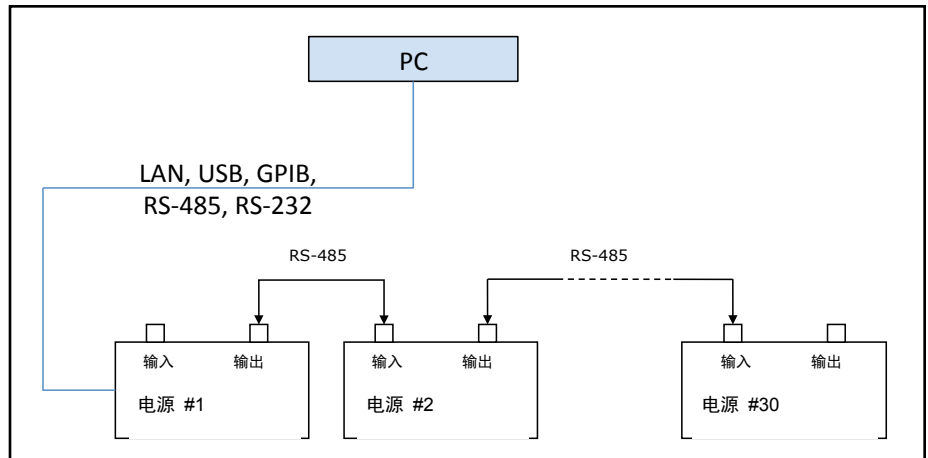 PC
LAN, USB, GPIB,
RS-485, RS-232
RS-485
RS-485
输入 输出
电源 #1
输入 输出
电源 #2
输入 输出
电源 #30